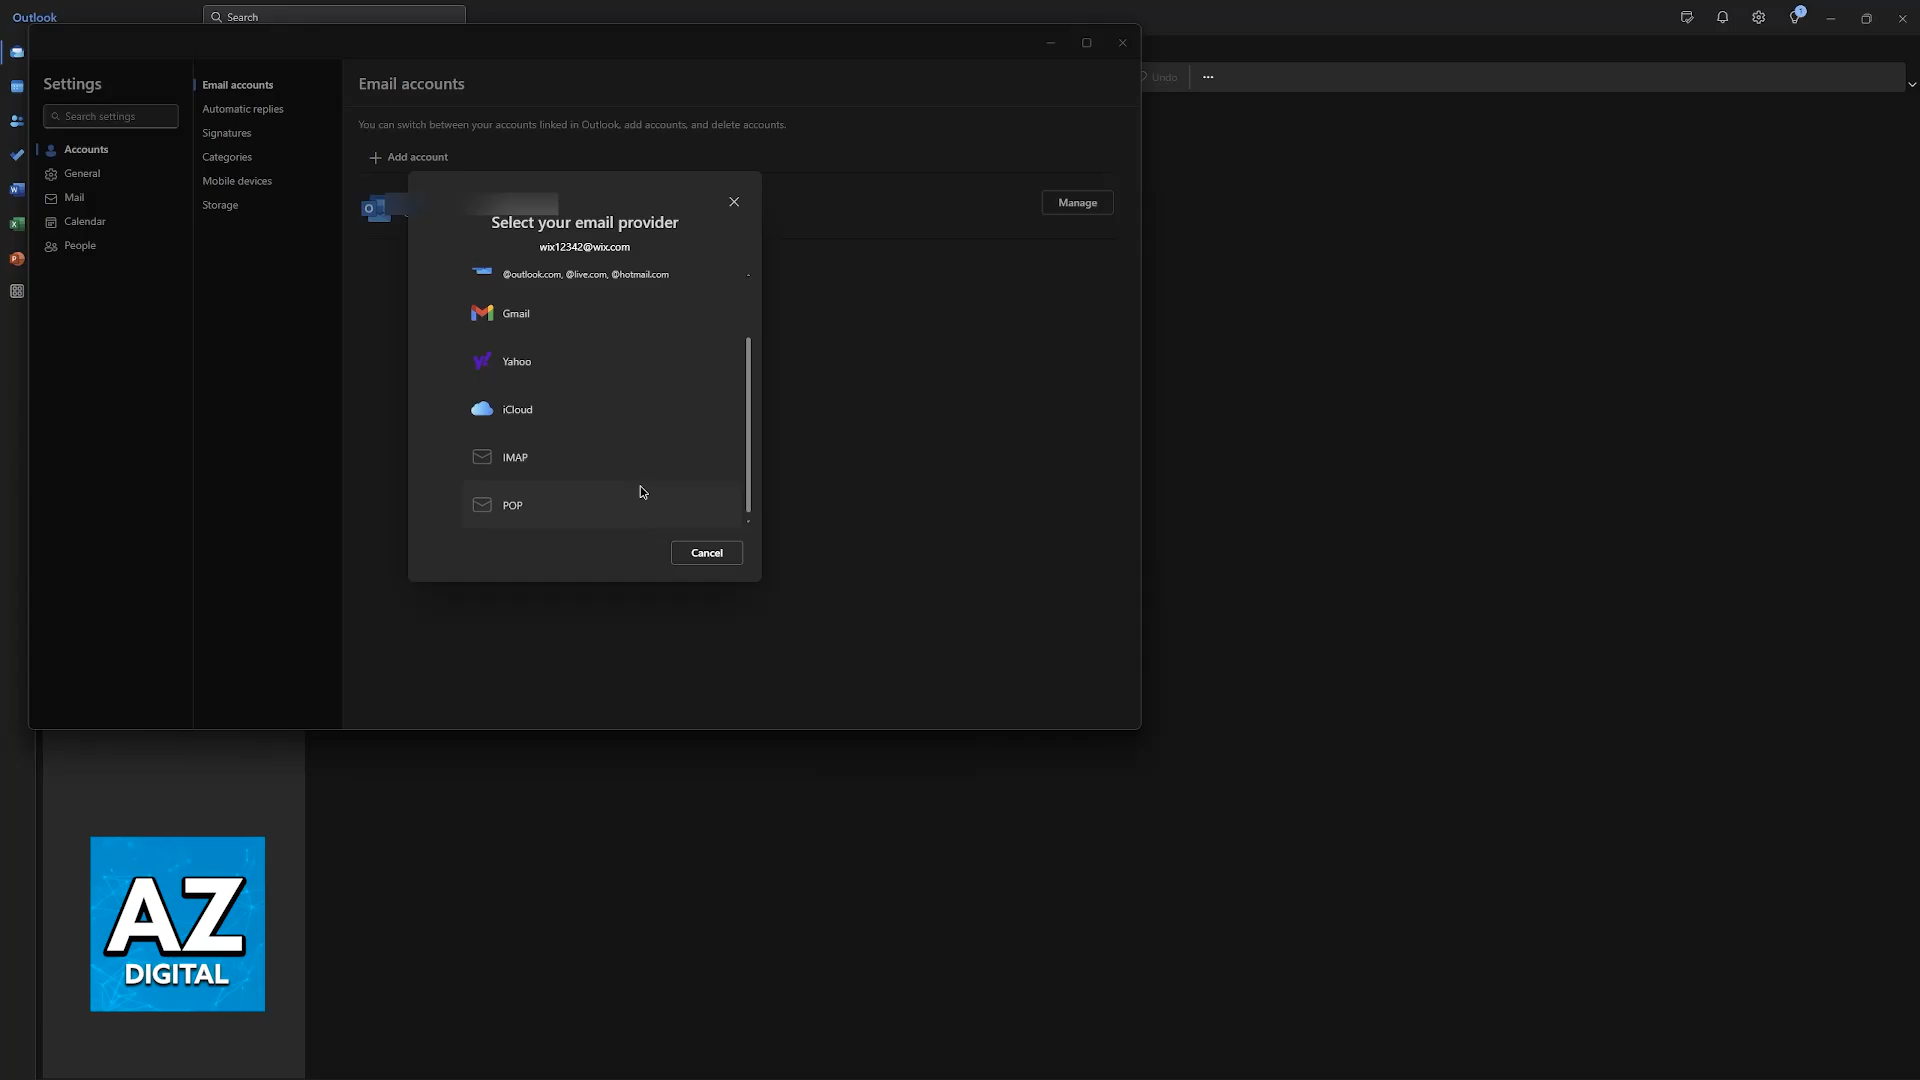 Outlook
Search
Undo
Settings
Search settings
Accounts
General
Mail
Calendar
People
Email accounts
Automatic replies
Signatures
Categories
Mobile devices
Storage
Email accounts
You can switch between your accounts linked in Outlook, add accounts, and delete accounts.
Add account
Manage
Select your email provider
wix12342@wix.com
@outlook.com, @live.com, @hotmail.com
Gmail
Yahoo
iCloud
IMAP
POP
Cancel
AZ
DIGITAL